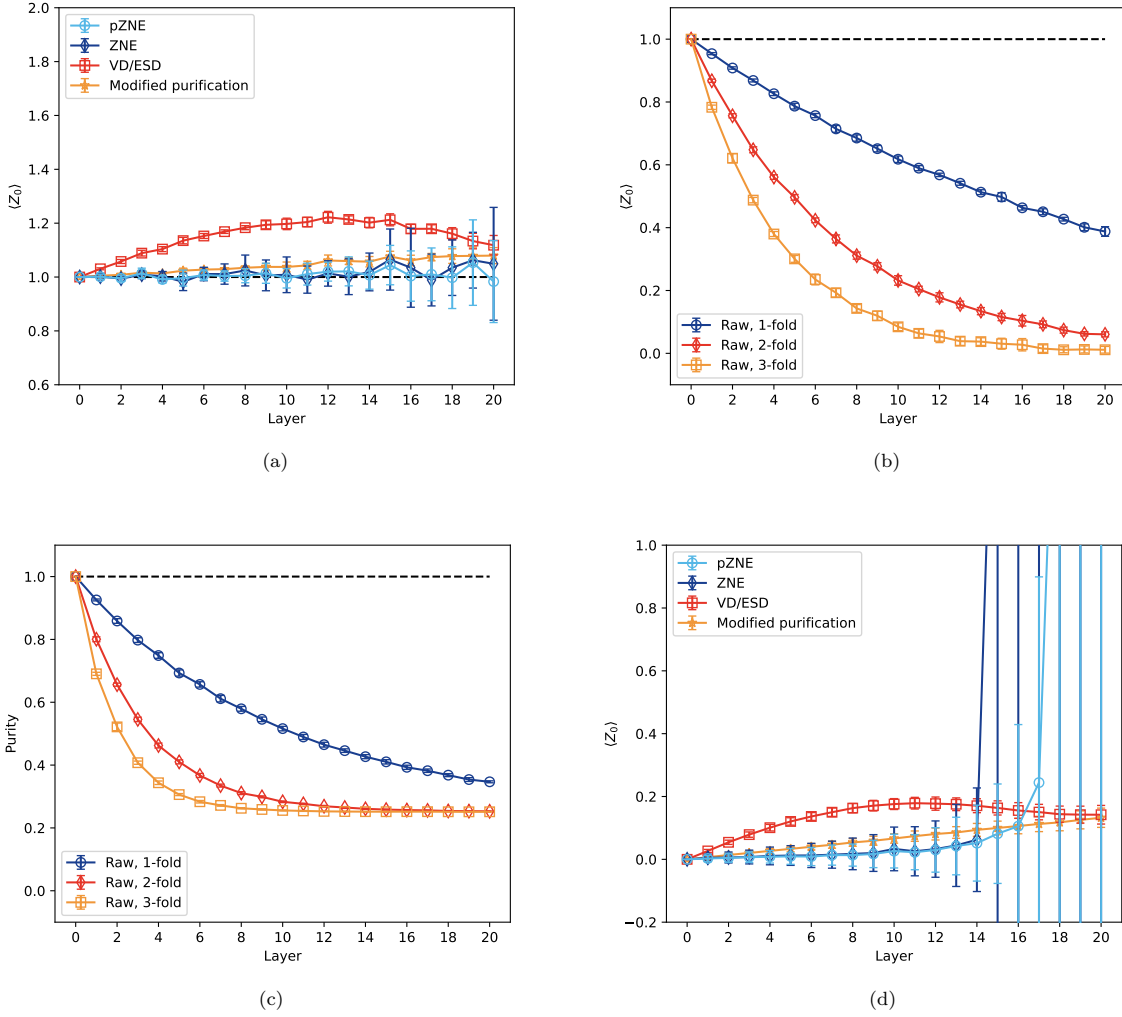 2.0
1.8
1.6
1.4
1.2
1.0
0.8
0.6
⟨Z₀⟩
pZNE
ZNE
VD/ESD
Modified purification
0 2 4 6 8 10 12 14 16 18 20
Layer
(a)
1.0
0.8
0.6
0.4
0.2
0.0
⟨Z₀⟩
Raw, 1-fold
Raw, 2-fold
Raw, 3-fold
0 2 4 6 8 10 12 14 16 18 20
Layer
(b)
1.0
0.8
0.6
0.4
0.2
0.0
Purity
Raw, 1-fold
Raw, 2-fold
Raw, 3-fold
0 2 4 6 8 10 12 14 16 18 20
Layer
(c)
1.0
0.8
0.6
0.4
0.2
0.0
−0.2
⟨Z₀⟩
pZNE
ZNE
VD/ESD
Modified purification
0 2 4 6 8 10 12 14 16 18 20
Layer
(d)